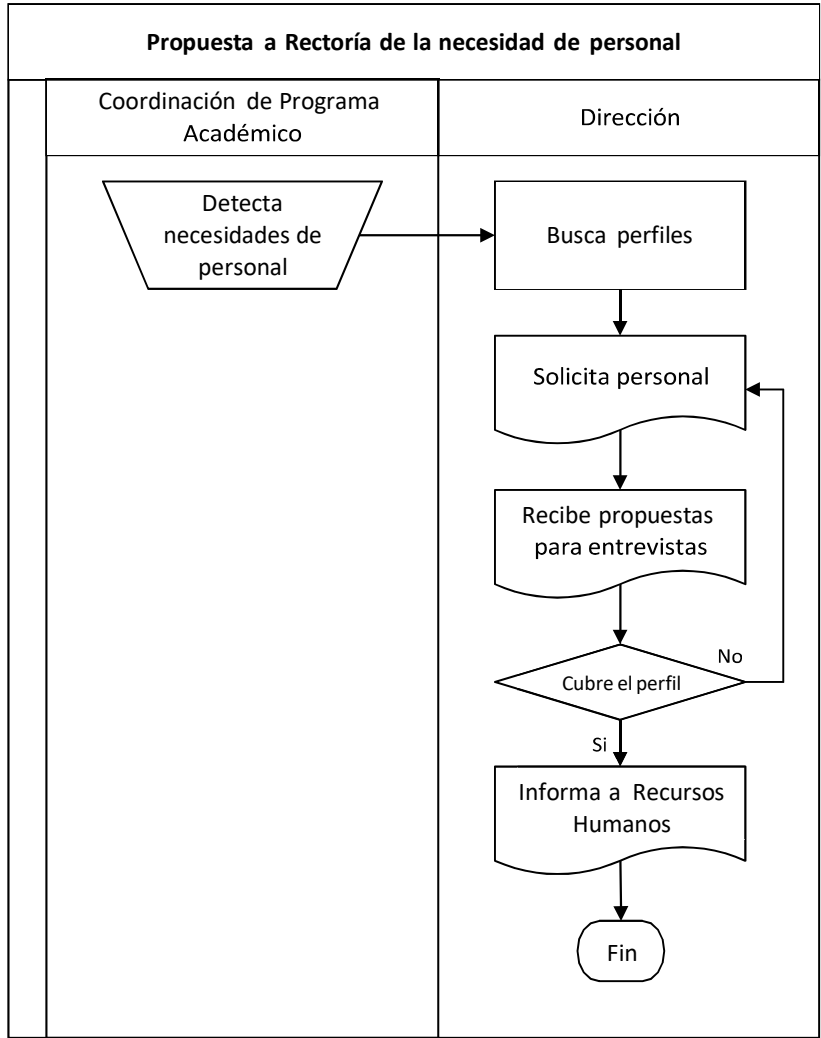 Propuesta a Rectoría de la necesidad de personal
Coordinación de Programa
Académico
Dirección
Detecta
necesidades de
personal
Busca perfiles
Solicita personal
Recibe propuestas
para entrevistas
Cubre el perfil
No
Si
Informa a Recursos
Humanos
Fin